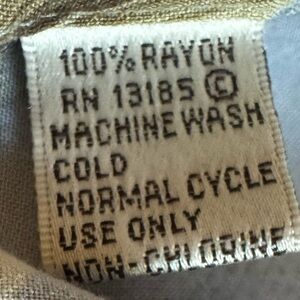 100% RAYON
RN 13185 ©
MACHINE WASH
COLD
NORMAL CYCLE
USE ONLY
NON-CHLORINE